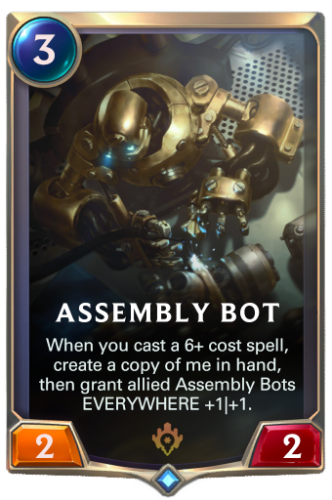 3
ASSEMBLY BOT
When you cast a 6+ cost spell,
create a copy of me in hand,
then grant allied Assembly Bots
EVERYWHERE +1|+1.
2
2